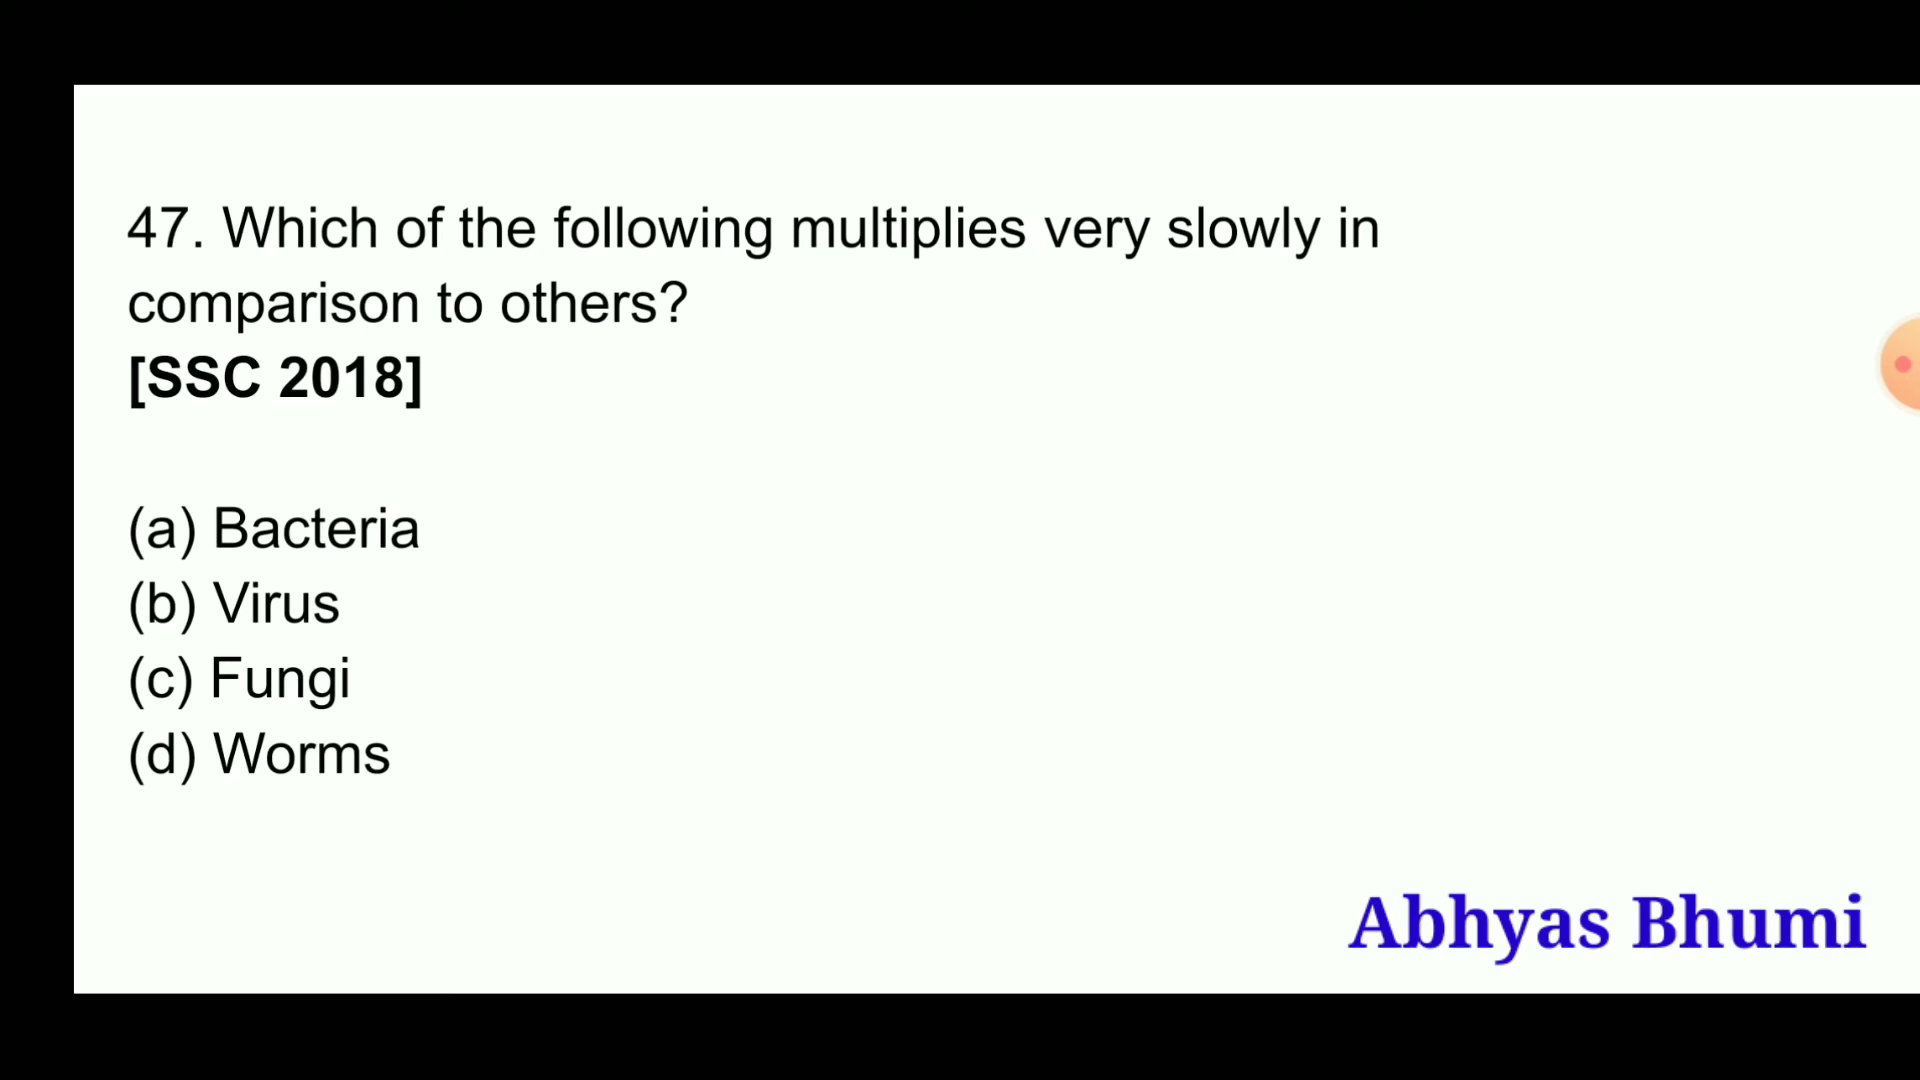 47. Which of the following multiplies very slowly in
comparison to others?
[SSC 2018]
(a) Bacteria
(b) Virus
(c) Fungi
(d) Worms
Abhyas Bhumi